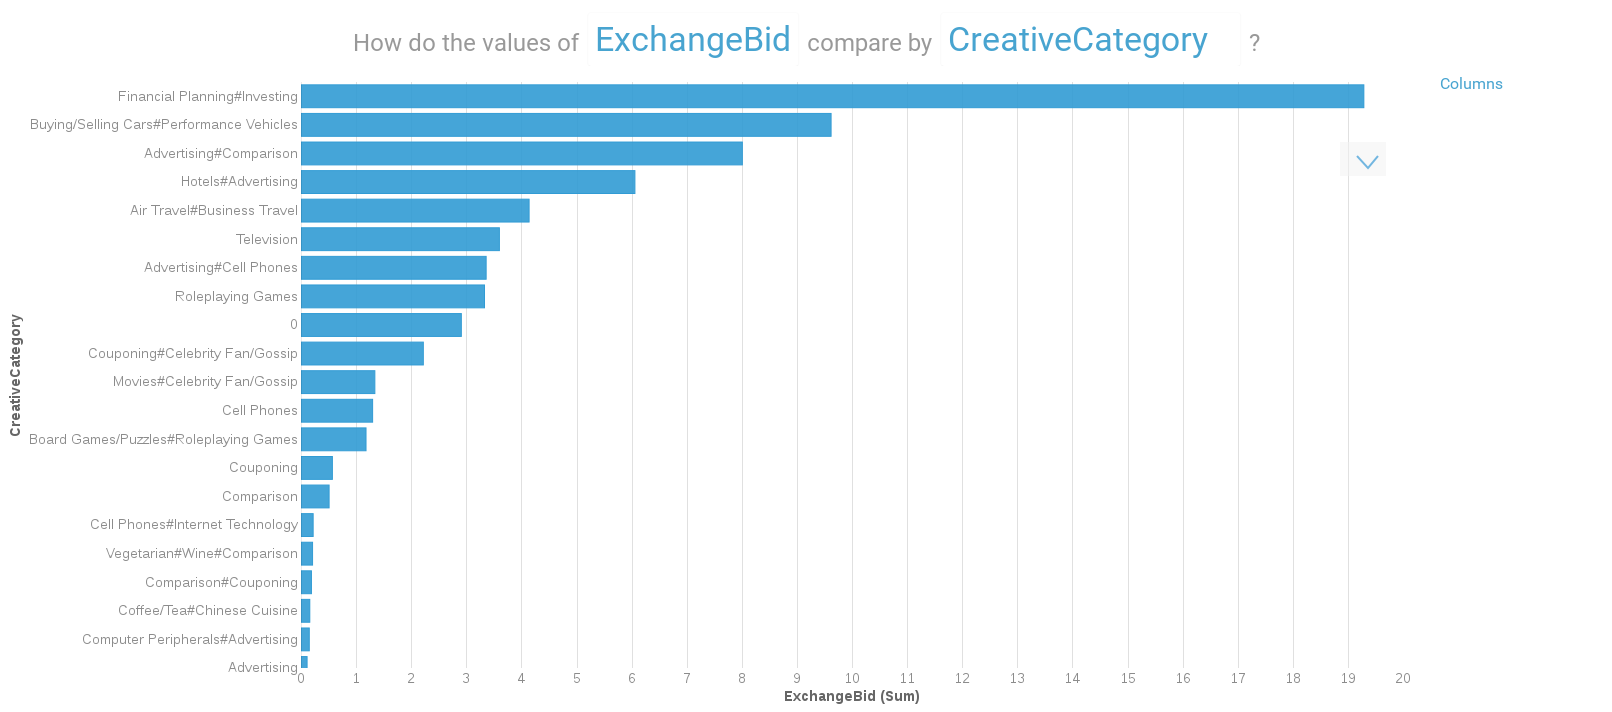 How do the values of ExchangeBid compare by CreativeCategory ?
Columns
CreativeCategory
Financial Planning#Investing
Buying/Selling Cars#Performance Vehicles
Advertising#Comparison
Hotels#Advertising
Air Travel#Business Travel
Television
Advertising#Cell Phones
Roleplaying Games
0
Couponing#Celebrity Fan/Gossip
Movies#Celebrity Fan/Gossip
Cell Phones
Board Games/Puzzles#Roleplaying Games
Couponing
Comparison
Cell Phones#Internet Technology
Vegetarian#Wine#Comparison
Comparison#Couponing
Coffee/Tea#Chinese Cuisine
Computer Peripherals#Advertising
Advertising
0 1 2 3 4 5 6 7 8 9 10 11 12 13 14 15 16 17 18 19 20
ExchangeBid (Sum)